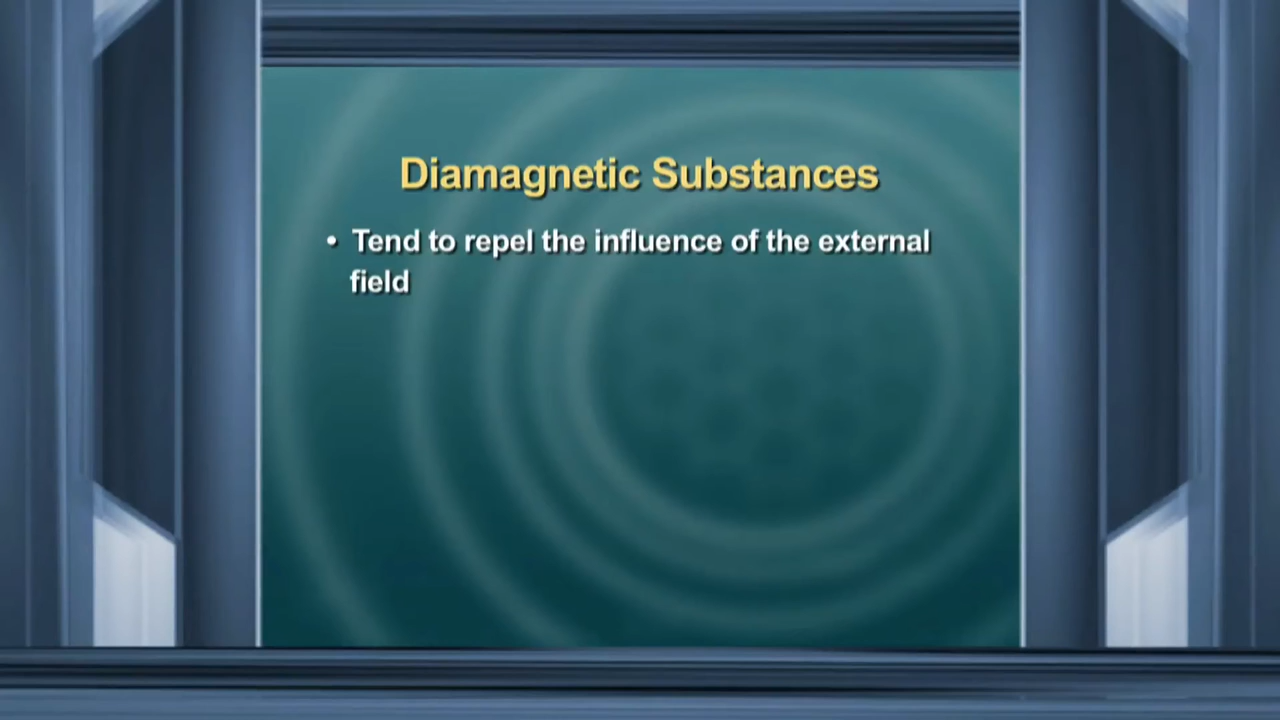 Diamagnetic Substances
• Tend to repel the influence of the external
field